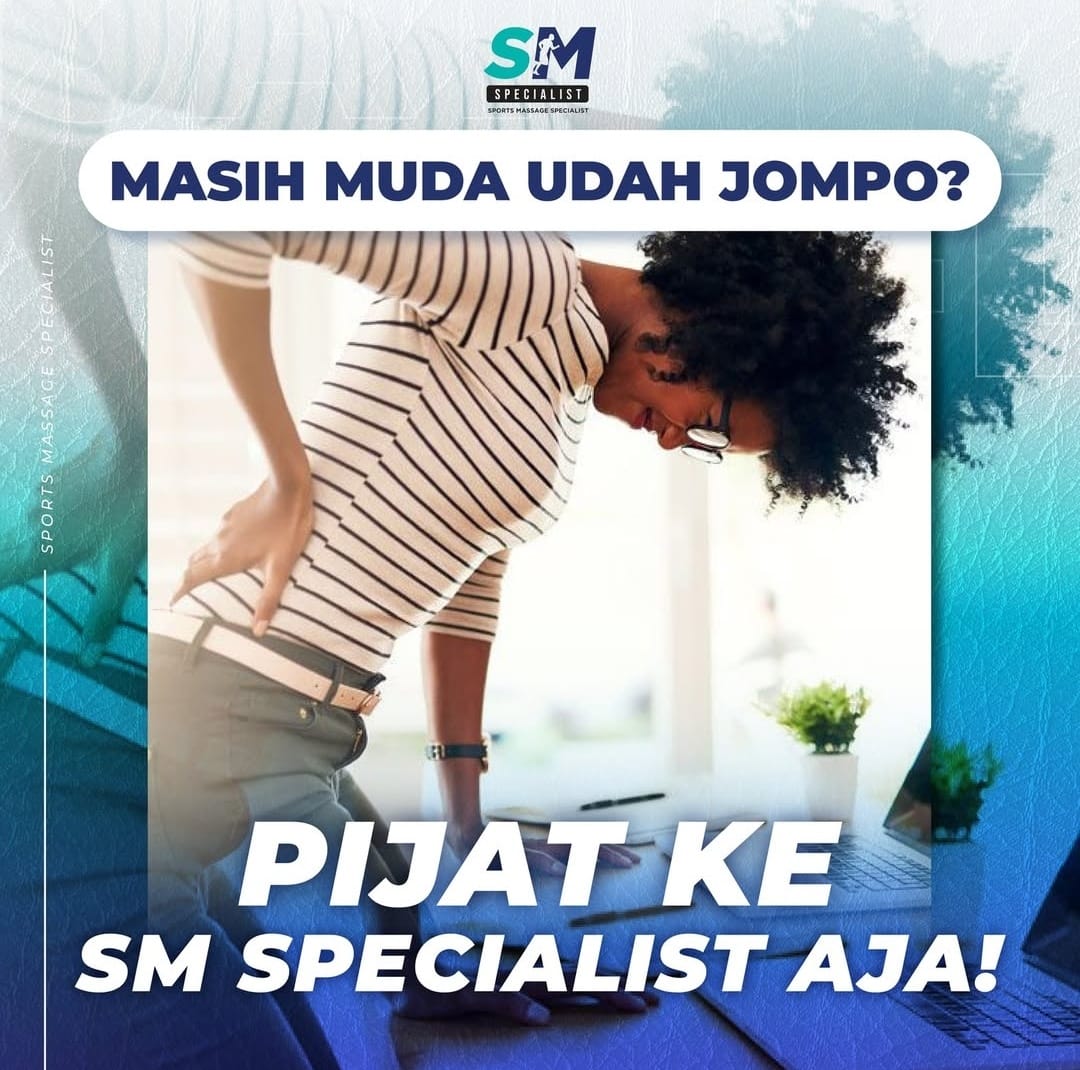 SM
SPECIALIST
SPORTS MASSAGE SPECIALIST
MASIH MUDA UDAH JOMPO?
SPORTS MASSAGE SPECIALIST
PIJAT KE
SM SPECIALIST AJA!